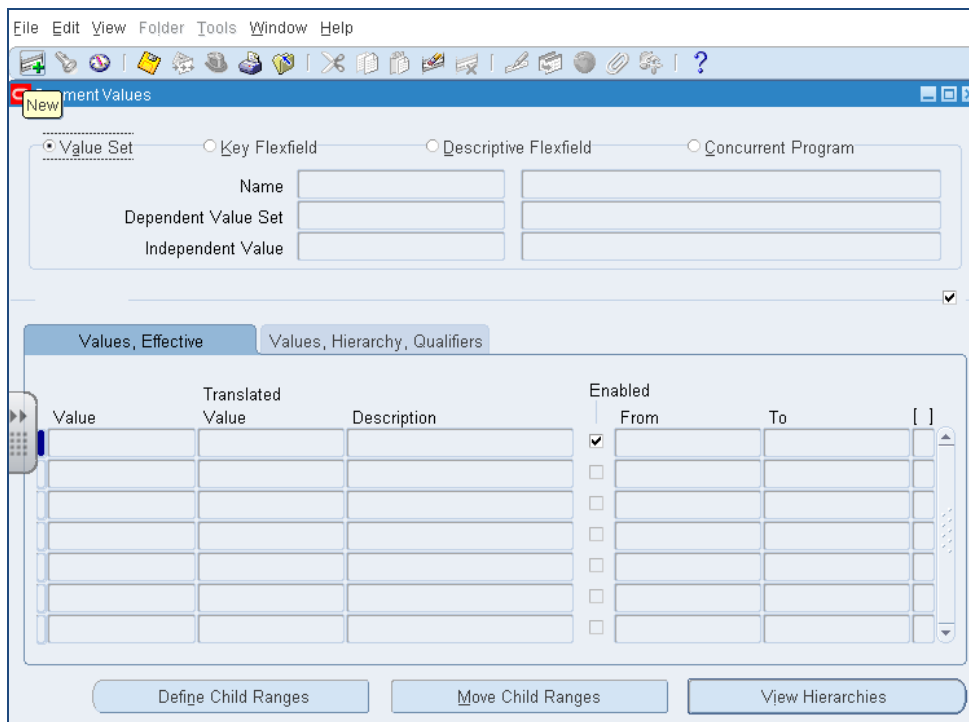 File Edit View Folder Tools Window Help
?
New
ment Values
Value Set Key Flexfield Descriptive Flexfield Concurrent Program
Name
Dependent Value Set
Independent Value
Values, Effective Values, Hierarchy, Qualifiers
Translated Enabled
Value Value Description From To [ ]
Define Child Ranges Move Child Ranges View Hierarchies